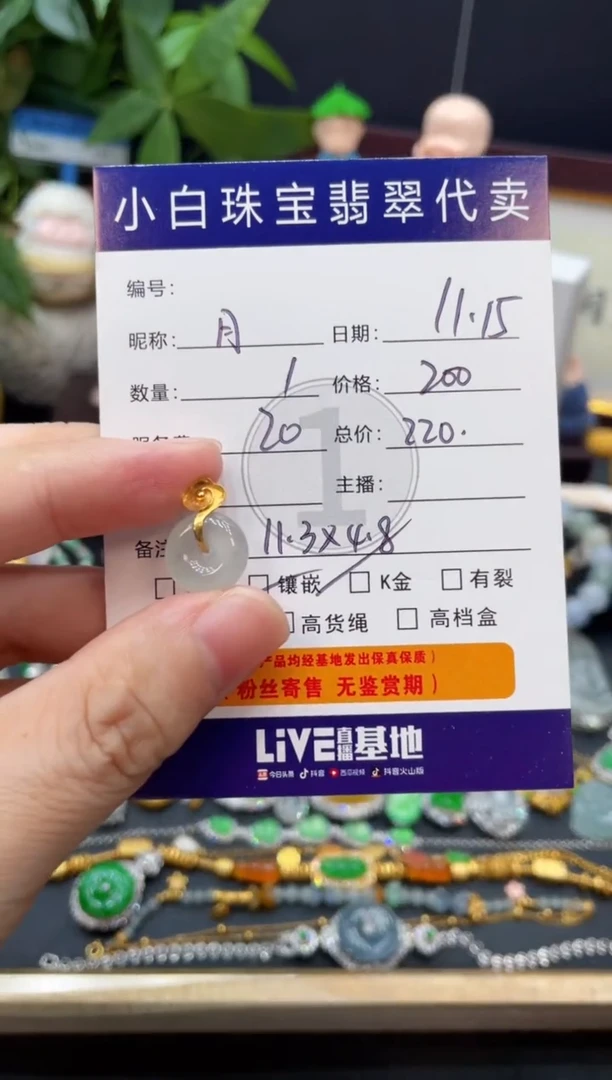 小白珠宝翡翠代卖
编号:
昵称: 月 日期: 11.15
数量: 1 价格: 200
20 总价: 220.
主播:
备注 11.3×4.8
镶嵌 K金 有裂
高货绳 高档盒
产品均经基地发出保真保质)
粉丝寄售 无鉴赏期)
LIVE直播基地
今日头条 抖音 西瓜视频 抖音火山版
1